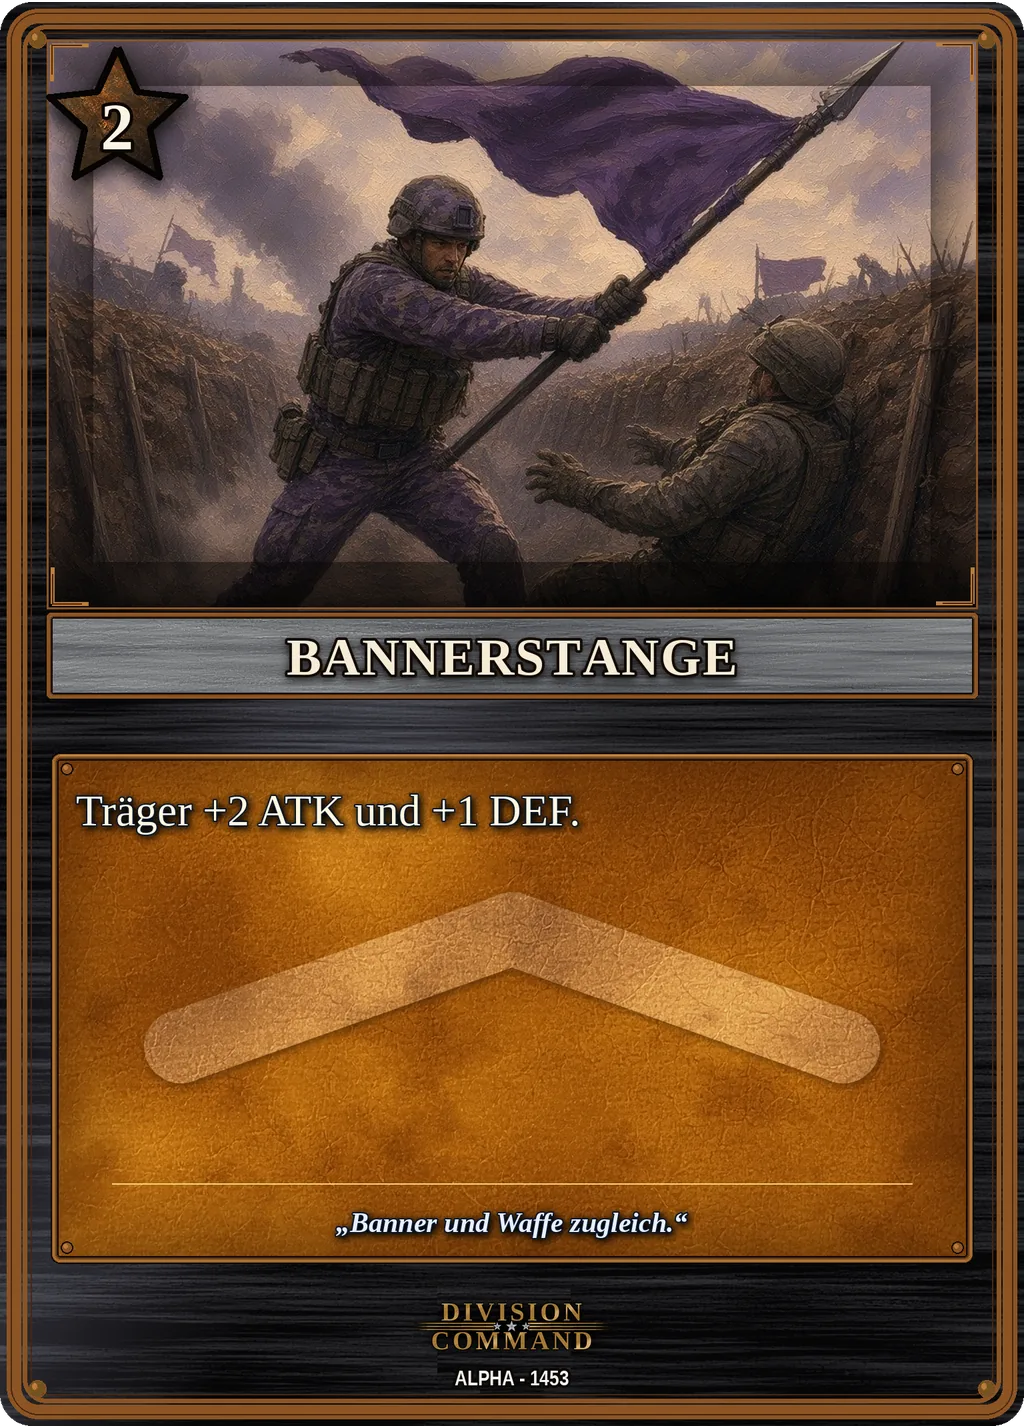 2
BANNERSTANGE
Träger +2 ATK und +1 DEF.
„Banner und Waffe zugleich.“
DIVISION
COMMAND
ALPHA - 1453